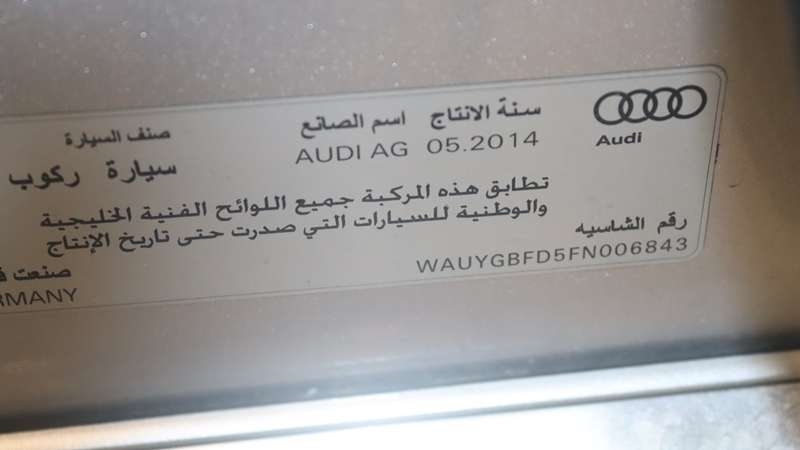 Audi
سنة الانتاج اسم الصانع صنف السيارة
05.2014 AUDI AG سيارة ركوب
تطابق هذه المركبة جميع اللوائح الفنية الخليجية
والوطنية للسيارات التي صدرت حتى تاريخ الإنتاج
رقم الشاسيه
WAUYGBFD5FN006843
صنعت